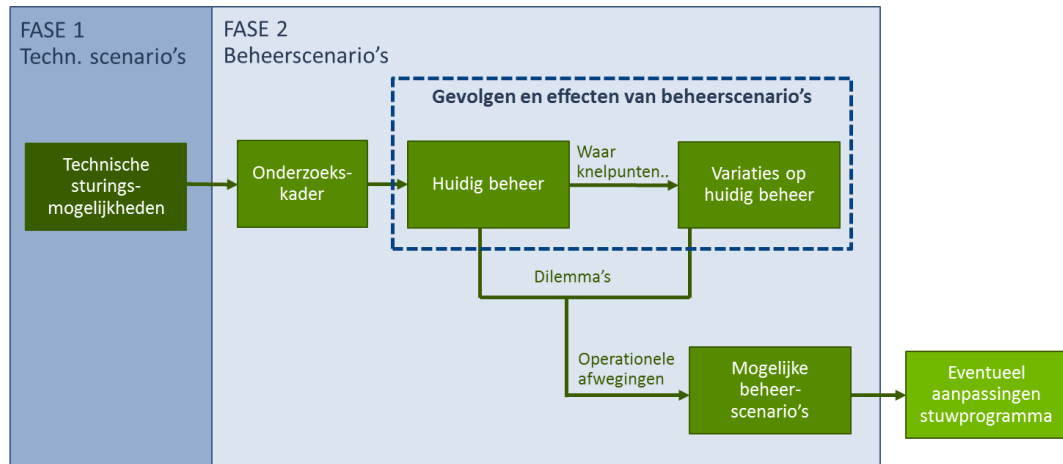 FASE 1
Techn. scenario's
FASE 2
Beheerscenario's
Gevolgen en effecten van beheerscenario's
Technische
sturings-
mogelijkheden
Onderzoeks-
kader
Huidig beheer
Waar
knelpunten..
Variaties op
huidig beheer
Dilemma's
Operationele
afwegingen
Mogelijke
beheer-
scenario's
Eventueel
aanpassingen
stuwprogramma